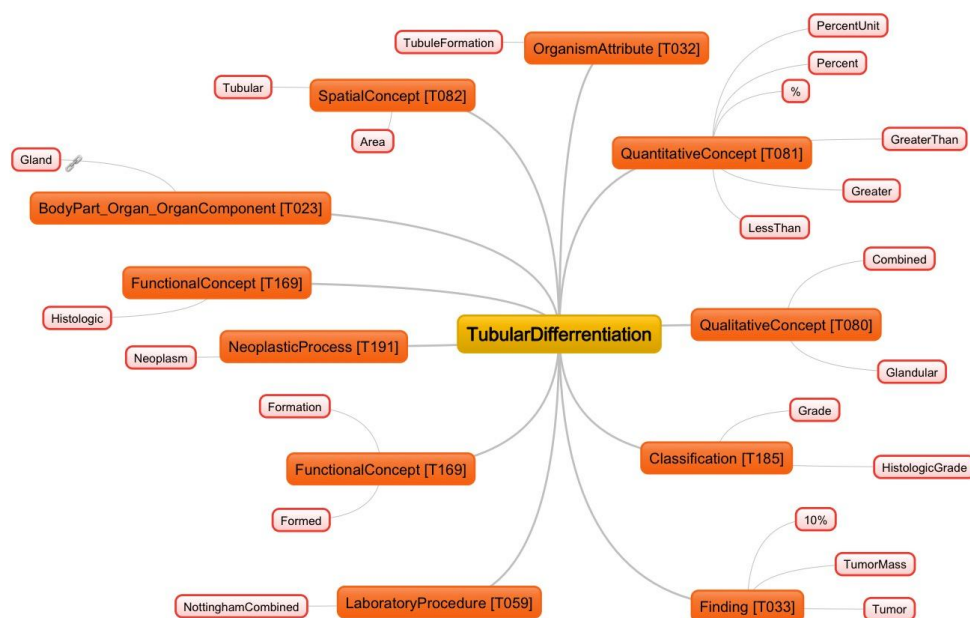 PercentUnit
TubuleFormation
OrganismAttribute [T032]
Percent
Tubular
SpatialConcept [T082]
%
Area
GreaterThan
QuantitativeConcept [T081]
Gland
Greater
BodyPart_Organ_OrganComponent [T023]
LessThan
Combined
FunctionalConcept [T169]
Histologic
TubularDifferrentiation
QualitativeConcept [T080]
NeoplasticProcess [T191]
Neoplasm
Glandular
Formation
Grade
Classification [T185]
FunctionalConcept [T169]
HistologicGrade
Formed
10%
TumorMass
NottinghamCombined
LaboratoryProcedure [T059]
Finding [T033]
Tumor